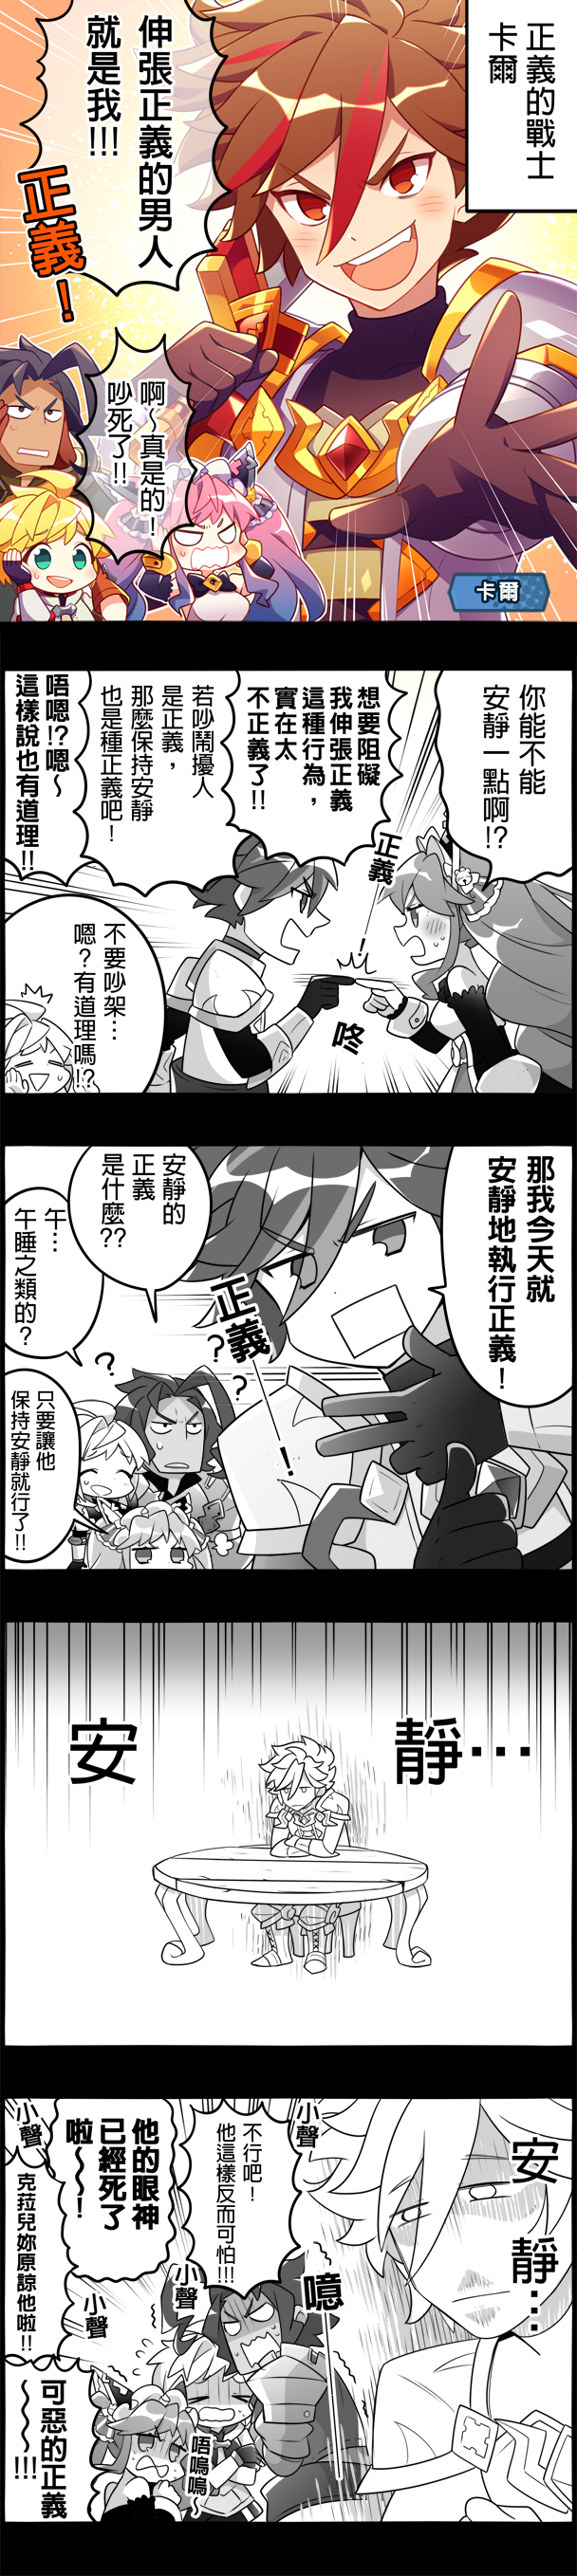 正義的戰士
卡爾
伸張正義的男人
就是我!!!
正義！
啊～真是的！
吵死了!!
卡爾
你能不能
安靜一點啊!?
想要阻礙
我伸張正義
這種行為，
實在太
不正義了!!
若吵鬧擾人
是正義，
那麼保持安靜
也是種正義吧！
唔嗯!?嗯～
這樣說也有道理!!
正義
！
咚
不要吵架…
嗯？有道理嗎!?
那我今天就
安靜地執行正義！
安靜的
正義
是什麼??
正義
！
？
？
？
午…
午睡之類的？
只要讓他
保持安靜就行了!!
安
靜…
安
靜…
小聲
不行吧！
他這樣反而可怕!!!
噫
小聲
他的眼神
已經死了
啦～～！
小聲
克菈兒妳原諒他啦!!
小聲
唔嗚嗚～
可惡的正義
～～～!!!